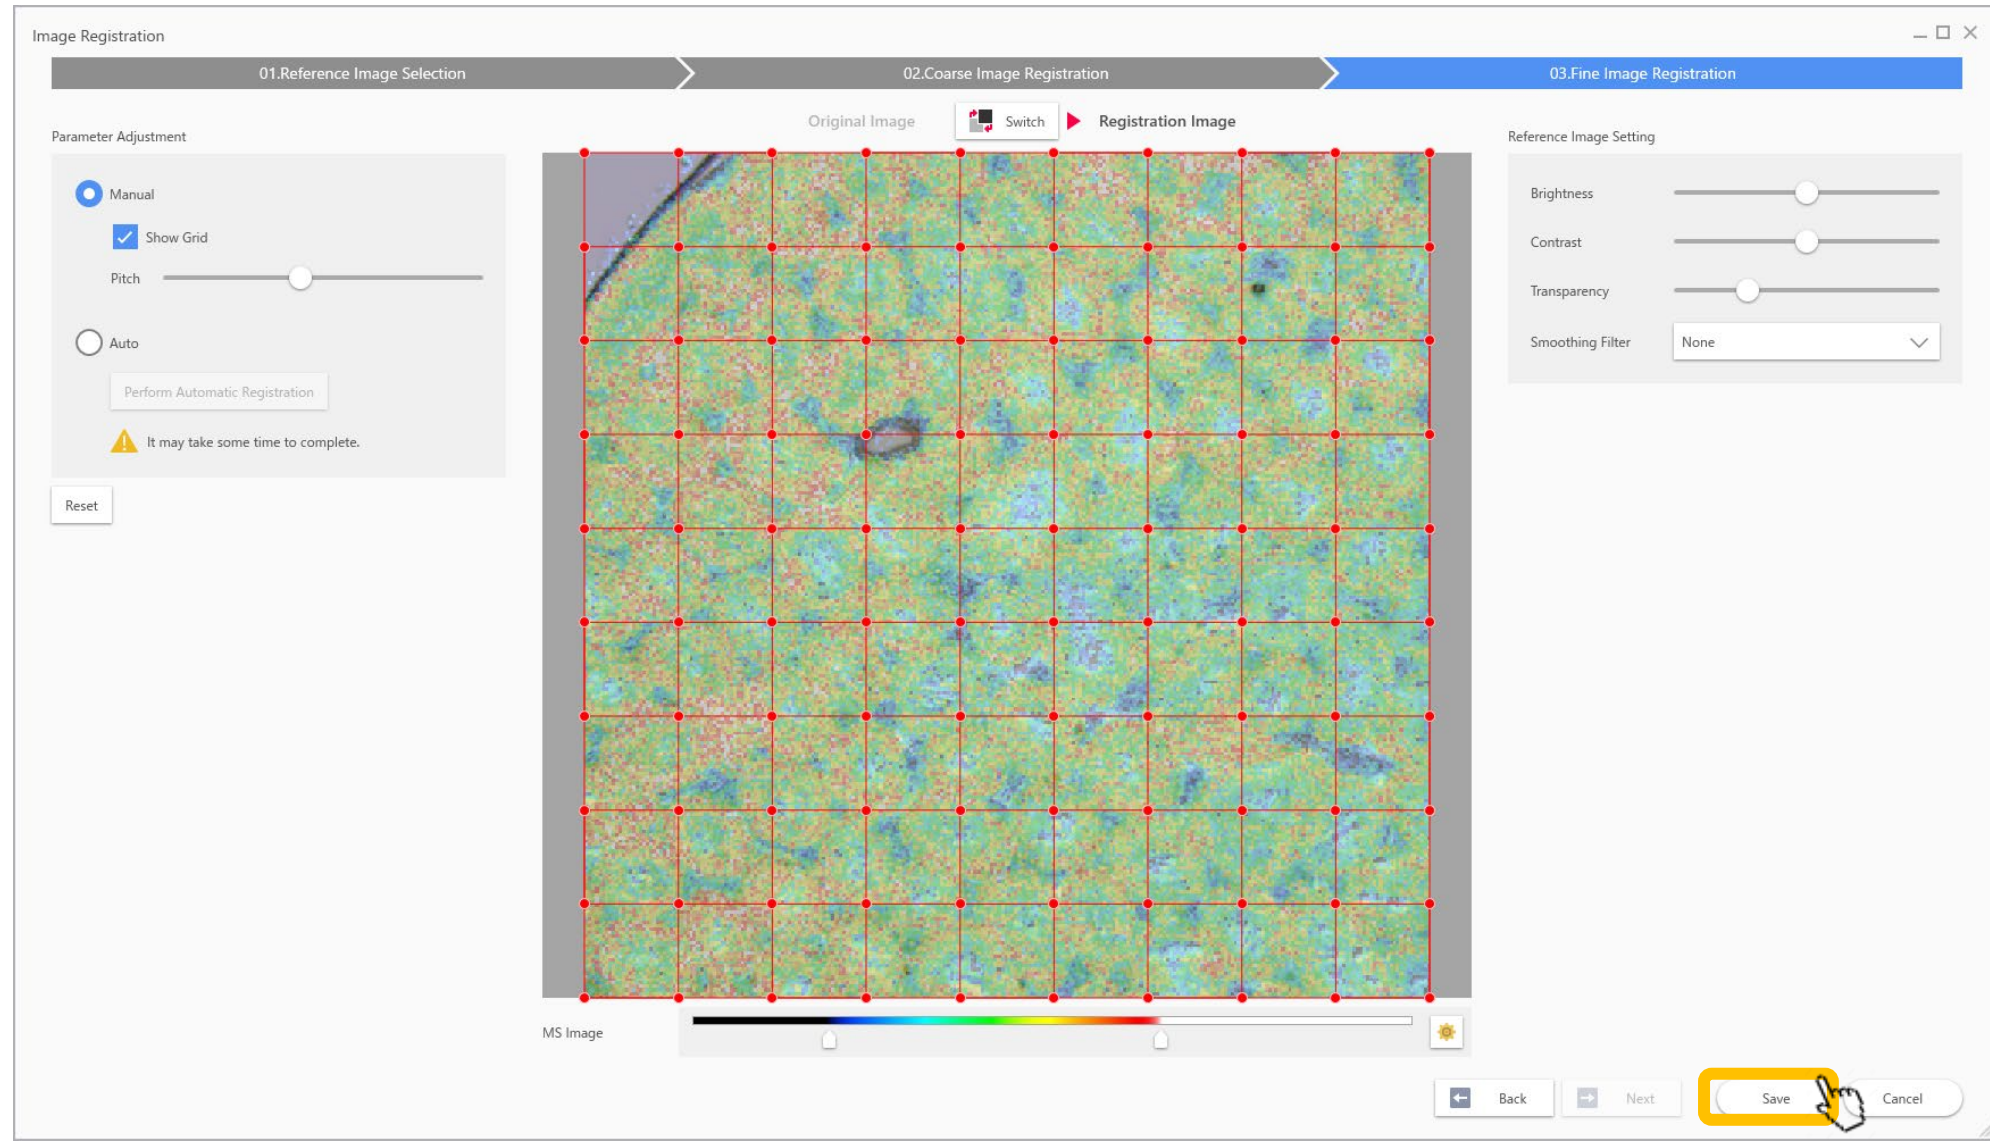 Image Registration
01.Reference Image Selection
02.Coarse Image Registration
03.Fine Image Registration
Original Image
Switch
Registration Image
Parameter Adjustment
Manual
Show Grid
Pitch
Auto
Perform Automatic Registration
It may take some time to complete.
Reset
Reference Image Setting
Brightness
Contrast
Transparency
Smoothing Filter
None
MS Image
Back
Next
Save
Cancel